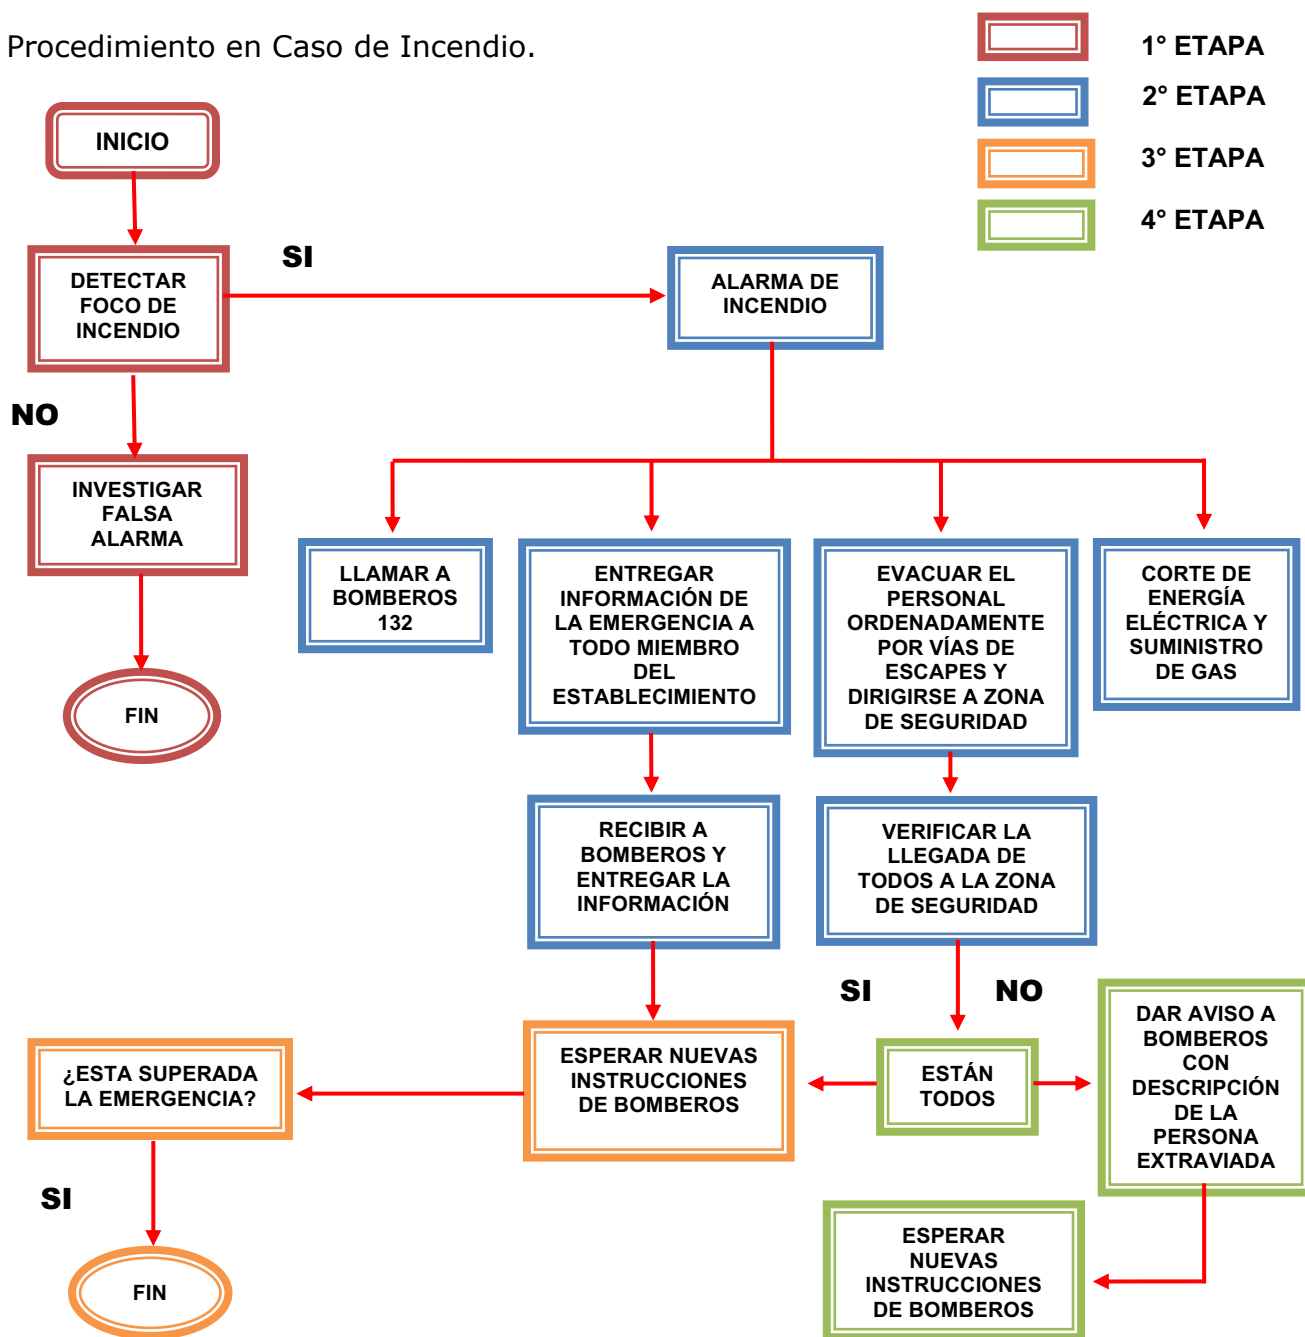 Procedimiento en Caso de Incendio.
1° ETAPA
2° ETAPA
3° ETAPA
4° ETAPA
INICIO
DETECTAR
FOCO DE
INCENDIO
SI
ALARMA DE
INCENDIO
NO
INVESTIGAR
FALSA
ALARMA
FIN
LLAMAR A
BOMBEROS
132
ENTREGAR
INFORMACIÓN DE
LA EMERGENCIA A
TODO MIEMBRO
DEL
ESTABLECIMIENTO
EVACUAR EL
PERSONAL
ORDENADAMENTE
POR VÍAS DE
ESCAPES Y
DIRIGIRSE A ZONA
DE SEGURIDAD
CORTE DE
ENERGÍA
ELÉCTRICA Y
SUMINISTRO
DE GAS
RECIBIR A
BOMBEROS Y
ENTREGAR LA
INFORMACIÓN
VERIFICAR LA
LLEGADA DE
TODOS A LA ZONA
DE SEGURIDAD
SI
NO
¿ESTA SUPERADA
LA EMERGENCIA?
ESPERAR NUEVAS
INSTRUCCIONES
DE BOMBEROS
ESTÁN
TODOS
DAR AVISO A
BOMBEROS
CON
DESCRIPCIÓN
DE LA
PERSONA
EXTRAVIADA
SI
FIN
ESPERAR
NUEVAS
INSTRUCCIONES
DE BOMBEROS